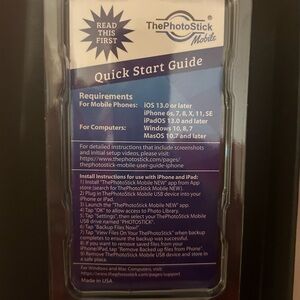 READ
THIS
FIRST
ThePhotoStick®
Mobile
Quick Start Guide
Requirements
For Mobile Phones: iOS 13.0 or later
iPhone 6s, 7, 8, X, 11, SE
iPadOS 13.0 and later
For Computers: Windows 10, 8, 7
MacOS 10.7 and later
For detailed instructions that include screenshots
and initial setup videos, please visit:
https://www.thephotostick.com/pages/
thephotostick-mobile-user-guide-iphone
Install Instructions for use with iPhone and iPad:
1) Install "ThePhotoStick Mobile NEW" app from App
store (search for ThePhotoStick Mobile NEW)
2) Plug in ThePhotoStick Mobile USB device into your
iPhone or iPad.
3) Launch the "ThePhotoStick Mobile NEW" app.
4) Tap "OK" to allow access to Photo Library.
5) Tap "Settings", then select your ThePhotoStick Mobile
USB device named "PHOTOSTICK"
6) Tap "Backup Files Now!"
7) Tap "View Files On Your ThePhotoStick" when backup
completes to ensure the backup was successful.
8) If you want to remove saved files from your
iPhone/iPad, tap "Remove Backed up Files from Phone".
9) Remove ThePhotoStick Mobile USB device and store in
a safe place.
For Windows and Mac Computers, visit:
https://www.thephotostick.com/pages/support
Made in USA